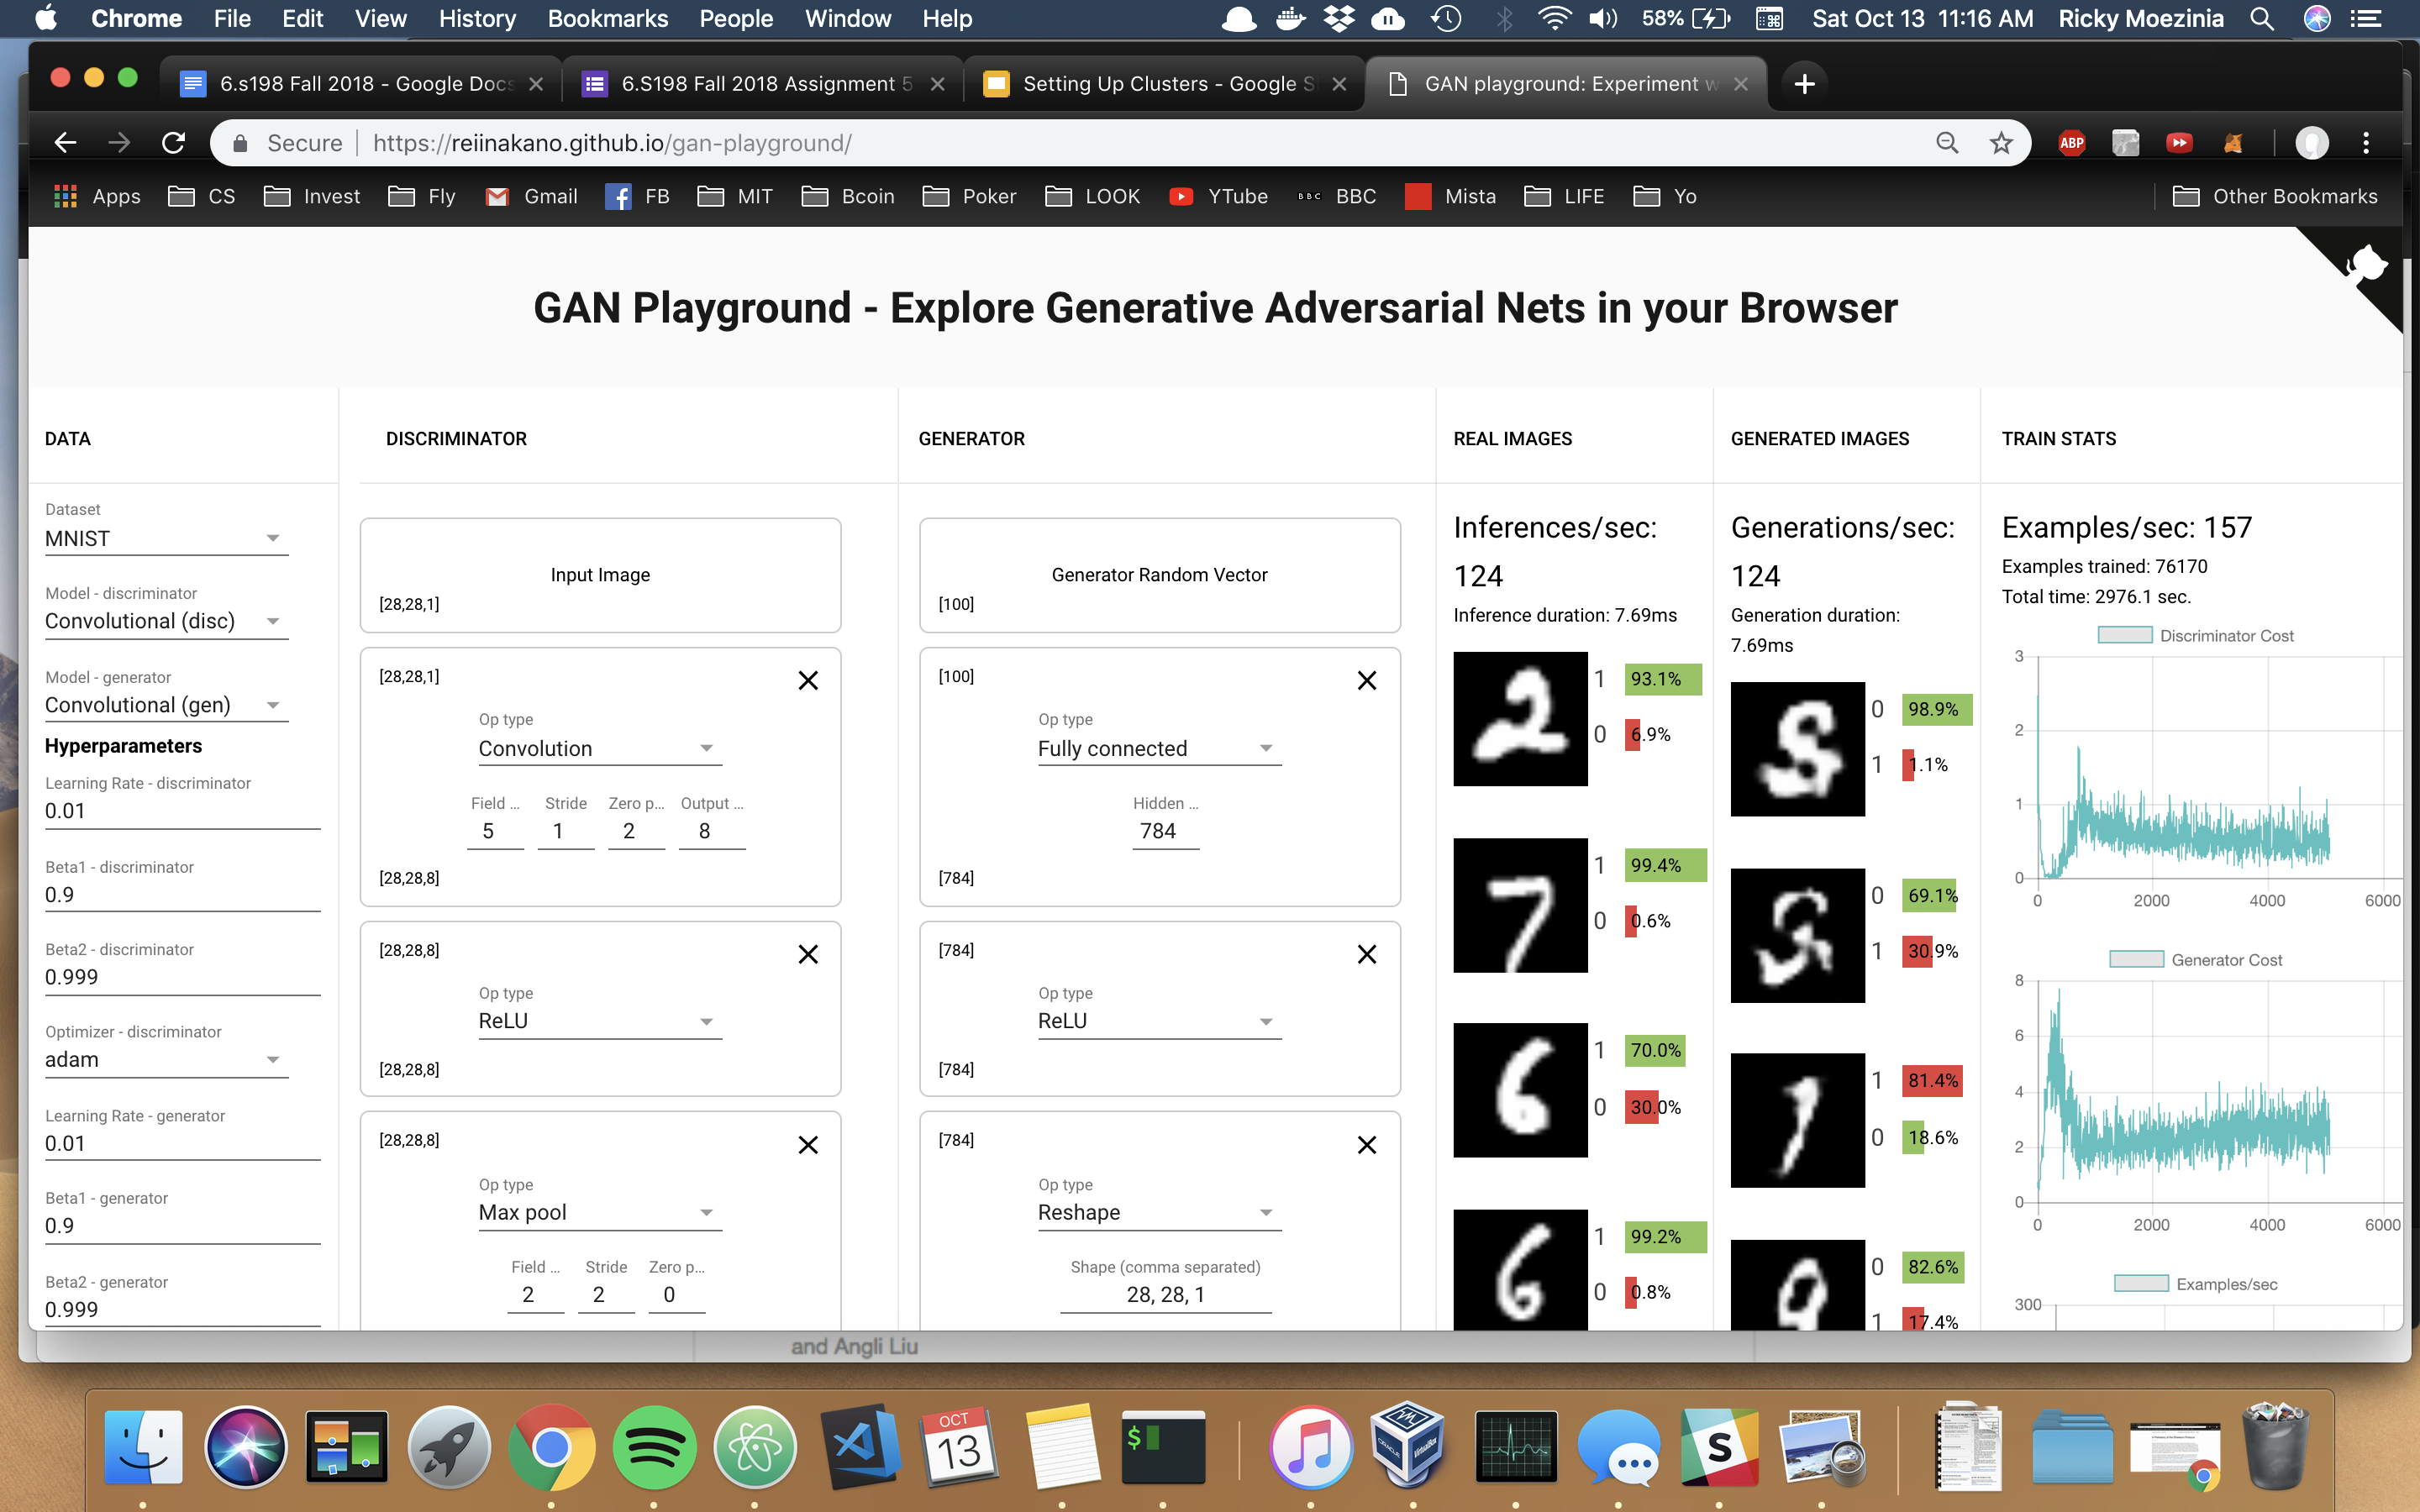 Chrome File Edit View History Bookmarks People Window Help 58% Sat Oct 13 11:16 AM Ricky Moezinia
6.s198 Fall 2018 - Google Docs 6.S198 Fall 2018 Assignment 5 Setting Up Clusters - Google S GAN playground: Experiment w
Secure https://reiinakano.github.io/gan-playground/ ABP
Apps CS Invest Fly Gmail FB MIT Bcoin Poker LOOK YTube BBC BBC Mista LIFE Yo Other Bookmarks
GAN Playground - Explore Generative Adversarial Nets in your Browser
DATA
Dataset
MNIST
Model - discriminator
Convolutional (disc)
Model - generator
Convolutional (gen)
Hyperparameters
Learning Rate - discriminator
0.01
Beta1 - discriminator
0.9
Beta2 - discriminator
0.999
Optimizer - discriminator
adam
Learning Rate - generator
0.01
Beta1 - generator
0.9
Beta2 - generator
0.999
DISCRIMINATOR
Input Image
[28,28,1]
[28,28,1]
Op type
Convolution
Field ... Stride Zero p... Output ...
5 1 2 8
[28,28,8]
[28,28,8]
Op type
ReLU
[28,28,8]
[28,28,8]
Op type
Max pool
Field ... Stride Zero p...
2 2 0
GENERATOR
Generator Random Vector
[100]
[100]
Op type
Fully connected
Hidden ...
784
[784]
[784]
Op type
ReLU
[784]
[784]
Op type
Reshape
Shape (comma separated)
28, 28, 1
REAL IMAGES
Inferences/sec:
124
Inference duration: 7.69ms
2
1 93.1%
0 6.9%
7
1 99.4%
0 0.6%
6
1 70.0%
0 30.0%
6
1 99.2%
0 0.8%
GENERATED IMAGES
Generations/sec:
124
Generation duration:
7.69ms
0 98.9%
1 1.1%
0 69.1%
1 30.9%
1 81.4%
0 18.6%
9
0 82.6%
1 17.4%
TRAIN STATS
Examples/sec: 157
Examples trained: 76170
Total time: 2976.1 sec.
Discriminator Cost
3
2
1
0
0 2000 4000 6000
Generator Cost
8
6
4
2
0
0 2000 4000 6000
Examples/sec
300
and Angli Liu
OCT
13
$
S